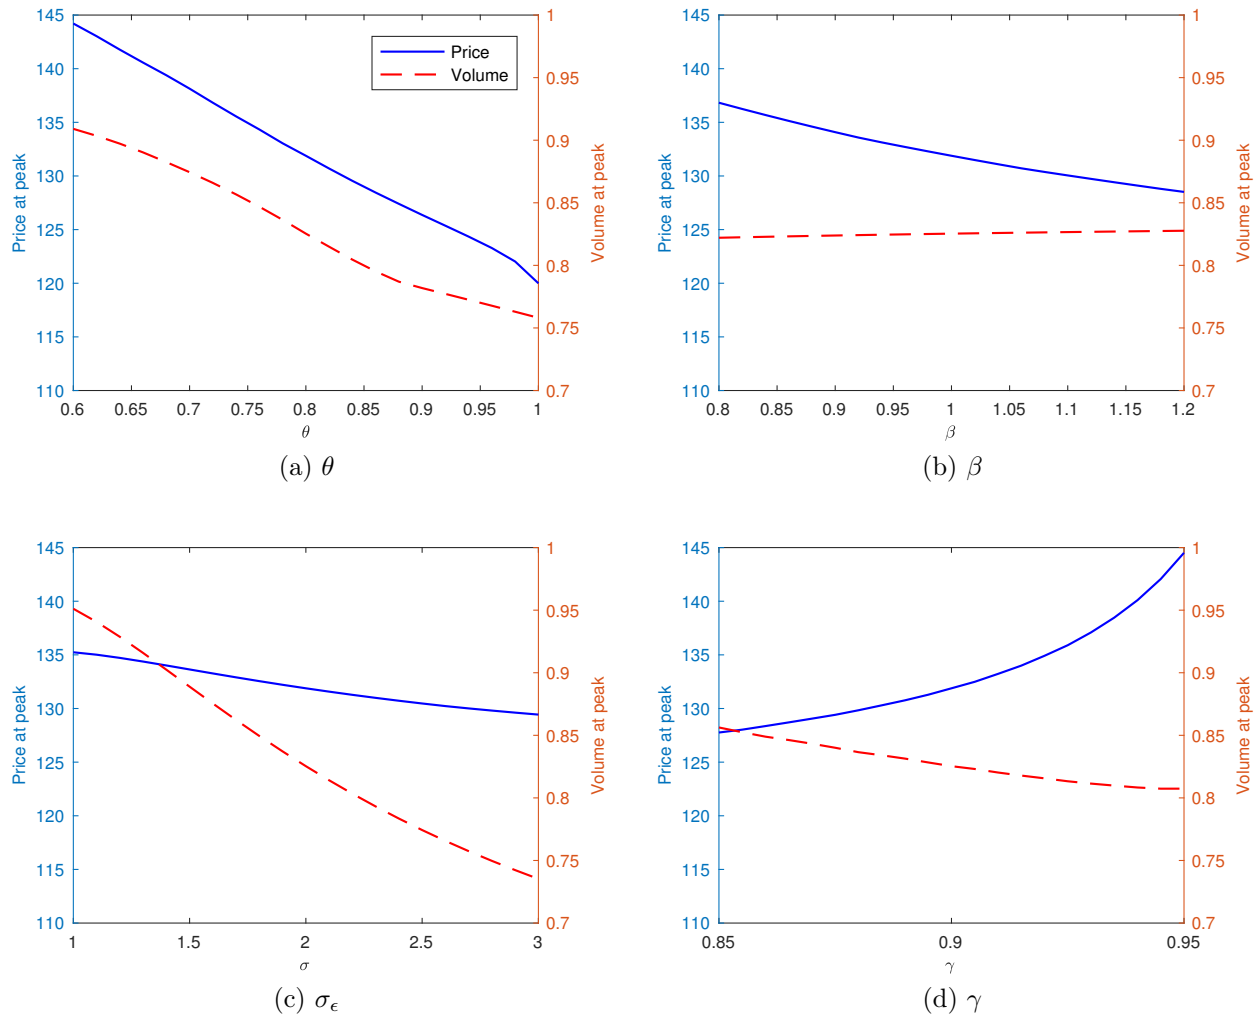 145
140
135
130
125
120
115
110
Price at peak
1
0.95
0.9
0.85
0.8
0.75
0.7
Volume at peak
Price
Volume
0.6 0.65 0.7 0.75 0.8 0.85 0.9 0.95 1
θ
(a) θ
145
140
135
130
125
120
115
110
Price at peak
1
0.95
0.9
0.85
0.8
0.75
0.7
Volume at peak
0.8 0.85 0.9 0.95 1 1.05 1.1 1.15 1.2
β
(b) β
145
140
135
130
125
120
115
110
Price at peak
1
0.95
0.9
0.85
0.8
0.75
0.7
Volume at peak
1 1.5 2 2.5 3
σ
(c) σϵ
145
140
135
130
125
120
115
110
Price at peak
1
0.95
0.9
0.85
0.8
0.75
0.7
Volume at peak
0.85 0.9 0.95
γ
(d) γ